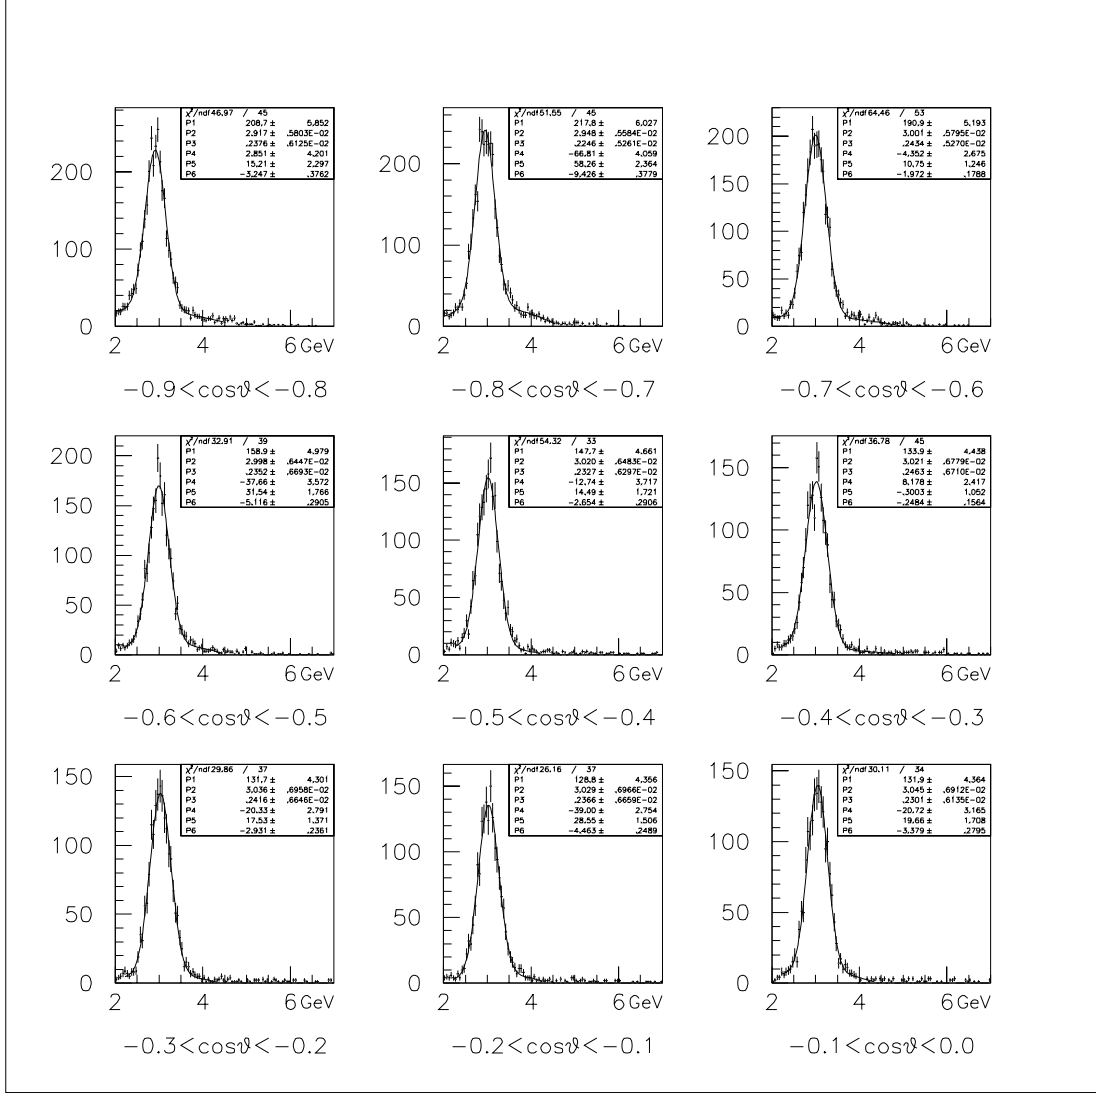 χ²/ndf 46.97 / 45
P1 208.7 ± 5.852
P2 2.917 ± .5803E-02
P3 .2376 ± .6125E-02
P4 2.851 ± 4.201
P5 15.21 ± 2.297
P6 -3.247 ± .3762
200
100
0
2 4 6 GeV
-0.9<cosϑ<-0.8
χ²/ndf 51.55 / 45
P1 217.8 ± 6.027
P2 2.948 ± .5584E-02
P3 .2246 ± .5261E-02
P4 -66.81 ± 4.059
P5 58.26 ± 2.364
P6 -9.426 ± .3779
200
100
0
2 4 6 GeV
-0.8<cosϑ<-0.7
χ²/ndf 64.46 / 53
P1 190.9 ± 5.193
P2 3.001 ± .5795E-02
P3 .2434 ± .5270E-02
P4 -4.352 ± 2.675
P5 10.75 ± 1.246
P6 -1.972 ± .1788
200
150
100
50
0
2 4 6 GeV
-0.7<cosϑ<-0.6
χ²/ndf 32.91 / 39
P1 158.9 ± 4.979
P2 2.998 ± .6447E-02
P3 .2352 ± .6693E-02
P4 -37.66 ± 3.572
P5 31.54 ± 1.766
P6 -5.116 ± .2905
200
150
100
50
0
2 4 6 GeV
-0.6<cosϑ<-0.5
χ²/ndf 54.32 / 33
P1 147.7 ± 4.661
P2 3.020 ± .6483E-02
P3 .2327 ± .6297E-02
P4 -12.74 ± 3.717
P5 14.49 ± 1.721
P6 -2.654 ± .2906
150
100
50
0
2 4 6 GeV
-0.5<cosϑ<-0.4
χ²/ndf 36.78 / 45
P1 133.9 ± 4.438
P2 3.021 ± .6779E-02
P3 .2463 ± .6710E-02
P4 8.178 ± 2.417
P5 -.3003 ± 1.052
P6 -.2484 ± .1564
150
100
50
0
2 4 6 GeV
-0.4<cosϑ<-0.3
χ²/ndf 29.86 / 37
P1 131.7 ± 4.301
P2 3.036 ± .6958E-02
P3 .2416 ± .6646E-02
P4 -20.33 ± 2.791
P5 17.53 ± 1.371
P6 -2.931 ± .2361
150
100
50
0
2 4 6 GeV
-0.3<cosϑ<-0.2
χ²/ndf 26.16 / 37
P1 128.8 ± 4.356
P2 3.029 ± .6966E-02
P3 .2366 ± .6659E-02
P4 -39.00 ± 2.754
P5 28.55 ± 1.506
P6 -4.463 ± .2489
150
100
50
0
2 4 6 GeV
-0.2<cosϑ<-0.1
χ²/ndf 30.11 / 34
P1 131.9 ± 4.364
P2 3.045 ± .6912E-02
P3 .2301 ± .6135E-02
P4 -20.72 ± 3.165
P5 19.66 ± 1.708
P6 -3.379 ± .2795
150
100
50
0
2 4 6 GeV
-0.1<cosϑ<0.0